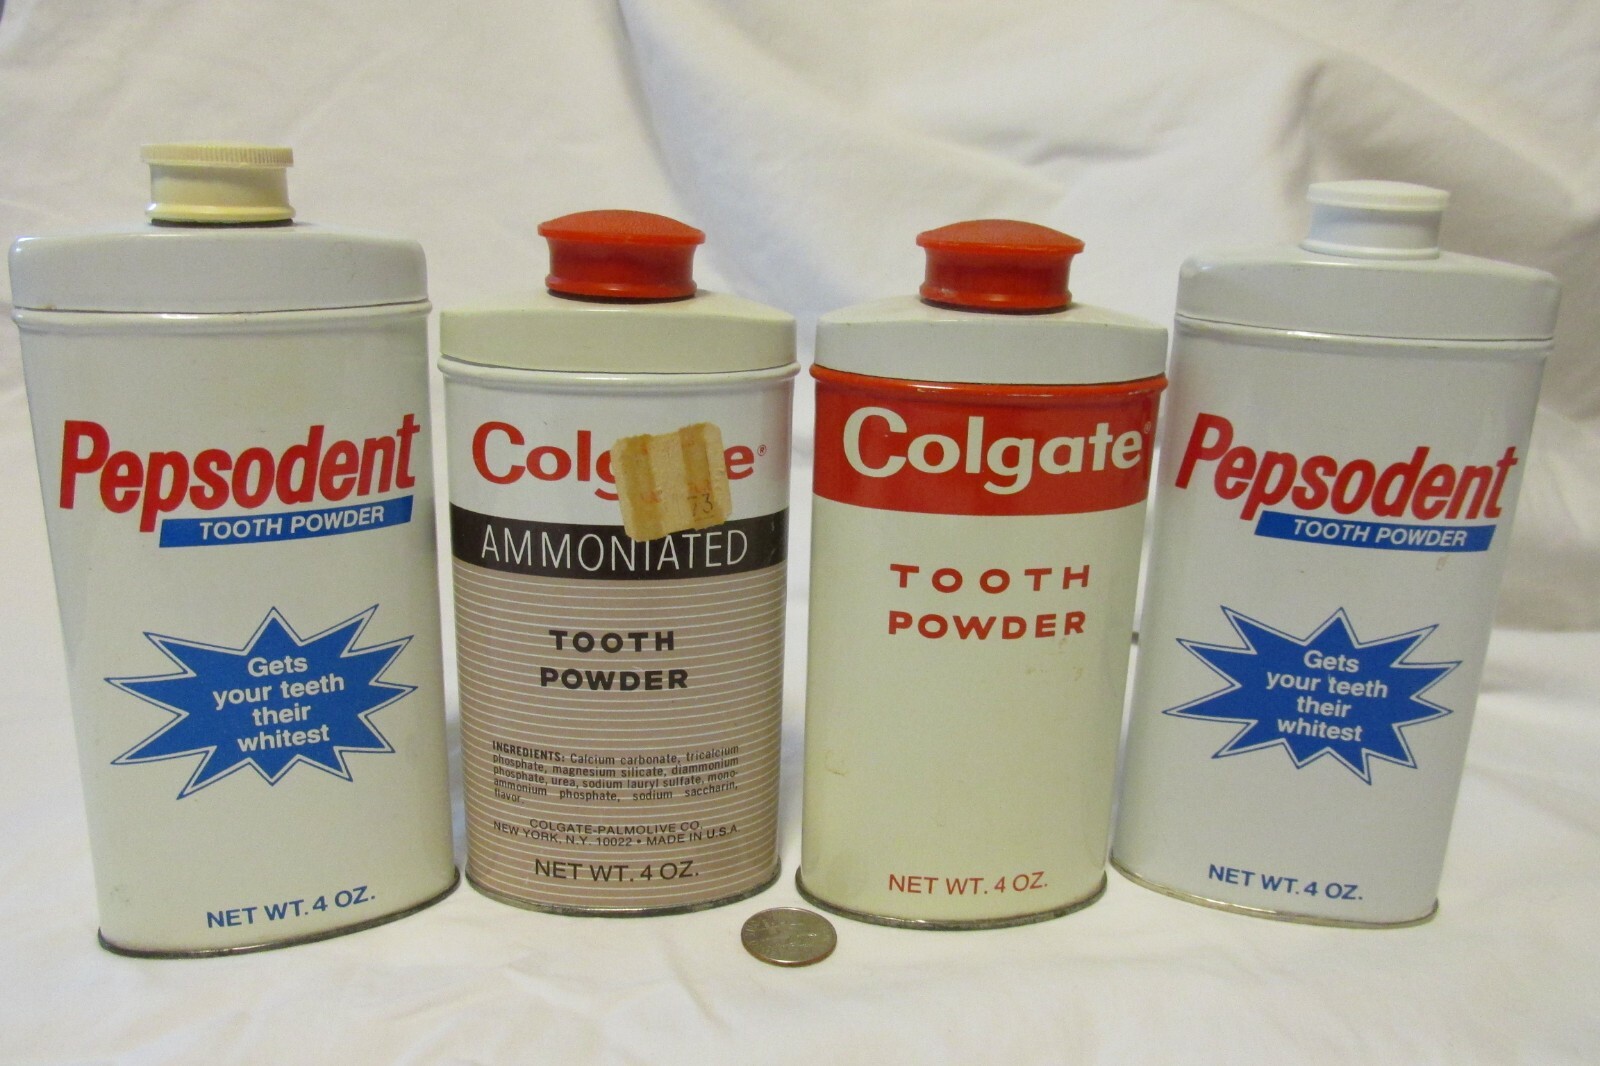 Pepsodent
TOOTH POWDER
Gets
your teeth
their
whitest
NET WT. 4 OZ.
Colg e®
73
AMMONIATED
TOOTH
POWDER
INGREDIENTS: Calcium carbonate, tricalcium
phosphate, magnesium silicate, diammonium
phosphate, urea, sodium lauryl sulfate, mono-
ammonium phosphate, sodium saccharin,
flavor.
COLGATE-PALMOLIVE CO.
NEW YORK, N.Y. 10022 • MADE IN U.S.A.
NET WT. 4 OZ.
Colgate®
TOOTH
POWDER
NET WT. 4 OZ.
Pepsodent
TOOTH POWDER
Gets
your teeth
their
whitest
NET WT. 4 OZ.